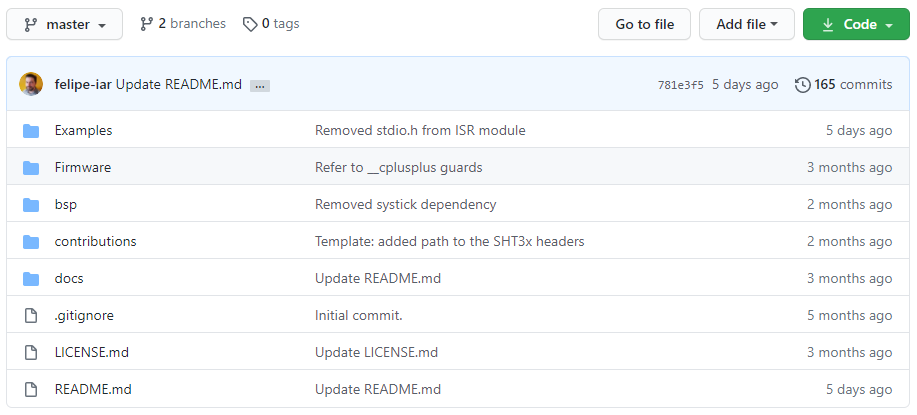 master 2 branches 0 tags Go to file Add file Code
felipe-iar Update README.md ... 781e3f5 5 days ago 165 commits
Examples Removed stdio.h from ISR module 5 days ago
Firmware Refer to __cplusplus guards 3 months ago
bsp Removed systick dependency 2 months ago
contributions Template: added path to the SHT3x headers 2 months ago
docs Update README.md 3 months ago
.gitignore Initial commit. 5 months ago
LICENSE.md Update LICENSE.md 3 months ago
README.md Update README.md 5 days ago